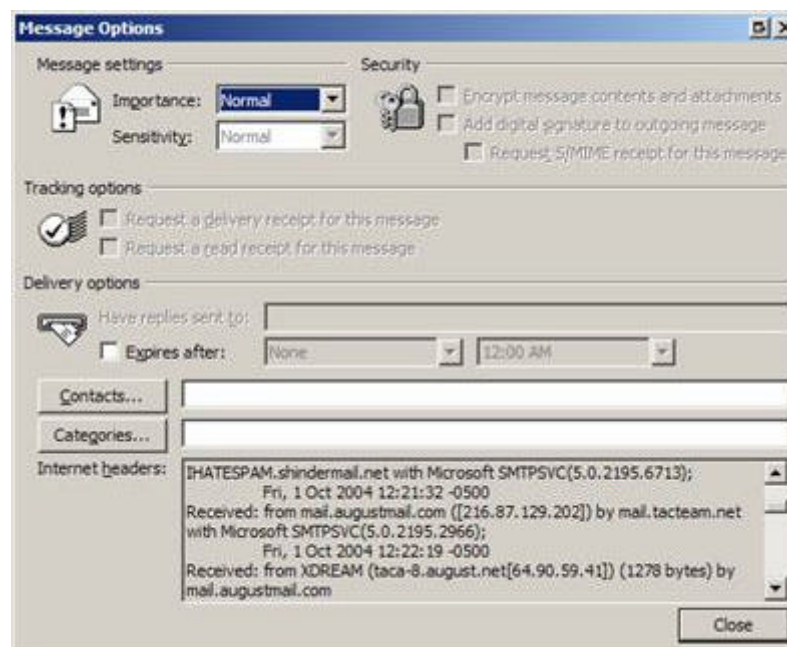 Message Options
Message settings
Security
Importance: Normal
Encrypt message contents and attachments
Sensitivity: Normal
Add digital signature to outgoing message
Request S/MIME receipt for this message
Tracking options
Request a delivery receipt for this message
Request a read receipt for this message
Delivery options
Have replies sent to:
Expires after: None 12:00 AM
Contacts...
Categories...
Internet headers:
IHATESPAM.shindermail.net with Microsoft SMTPSVC(5.0.2195.6713);
Fri, 1 Oct 2004 12:21:32 -0500
Received: from mail.augustmail.com ([216.87.129.202]) by mail.tacteam.net
with Microsoft SMTPSVC(5.0.2195.2966);
Fri, 1 Oct 2004 12:22:19 -0500
Received: from XDREAM (taca-8.august.net[64.90.59.41]) (1278 bytes) by
mail.augustmail.com
Close